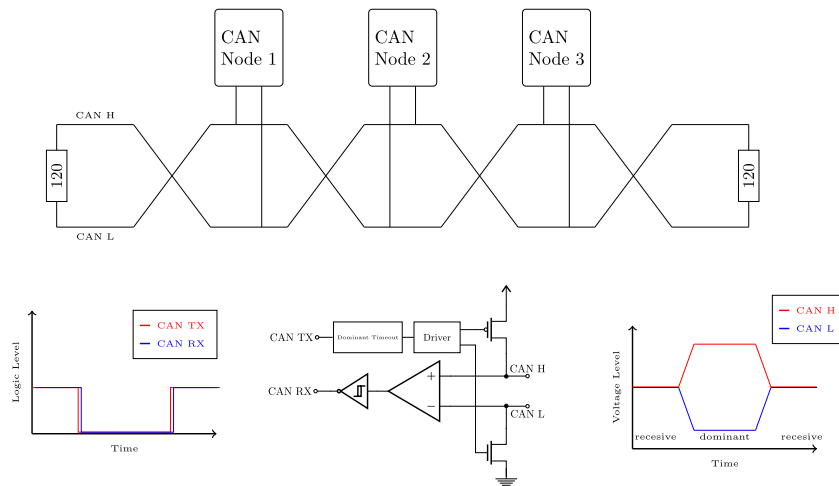 CAN
Node 1
CAN
Node 2
CAN
Node 3
CAN H
120
120
CAN L
CAN TX
CAN RX
Logic Level
Time
CAN TX
Dominant Timeout
Driver
CAN H
CAN RX
+
−
CAN L
CAN H
CAN L
Voltage Level
recesive
dominant
recesive
Time